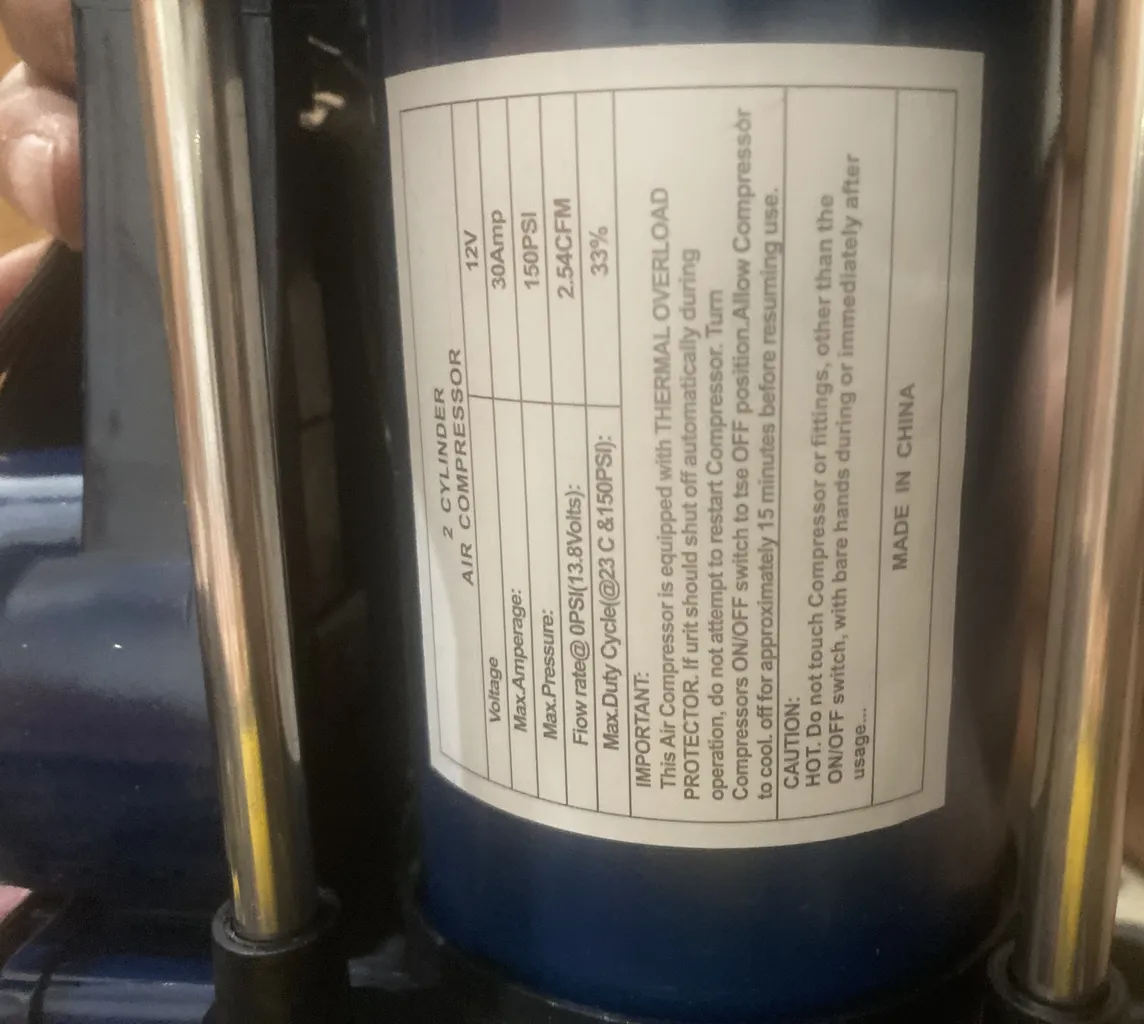 2 CYLINDER
AIR COMPRESSOR
Voltage 12V
Max.Amperage: 30Amp
Max.Pressure: 150PSI
Fiow rate@ 0PSI(13.8Volts): 2.54CFM
Max.Duty Cycle(@23 C &150PSI): 33%
IMPORTANT:
This Air Compressor is equipped with THERMAL OVERLOAD
PROTECTOR. If urit should shut off automatically during
operation, do not attempt to restart Compressor. Turn
Compressors ON/OFF switch to tse OFF position.Allow Compressor
to cool. off for approximately 15 minutes before resuming use.
CAUTION:
HOT. Do not touch Compressor or fittings, other than the
ON/OFF switch, with bare hands during or immediately after
usage....
MADE IN CHINA